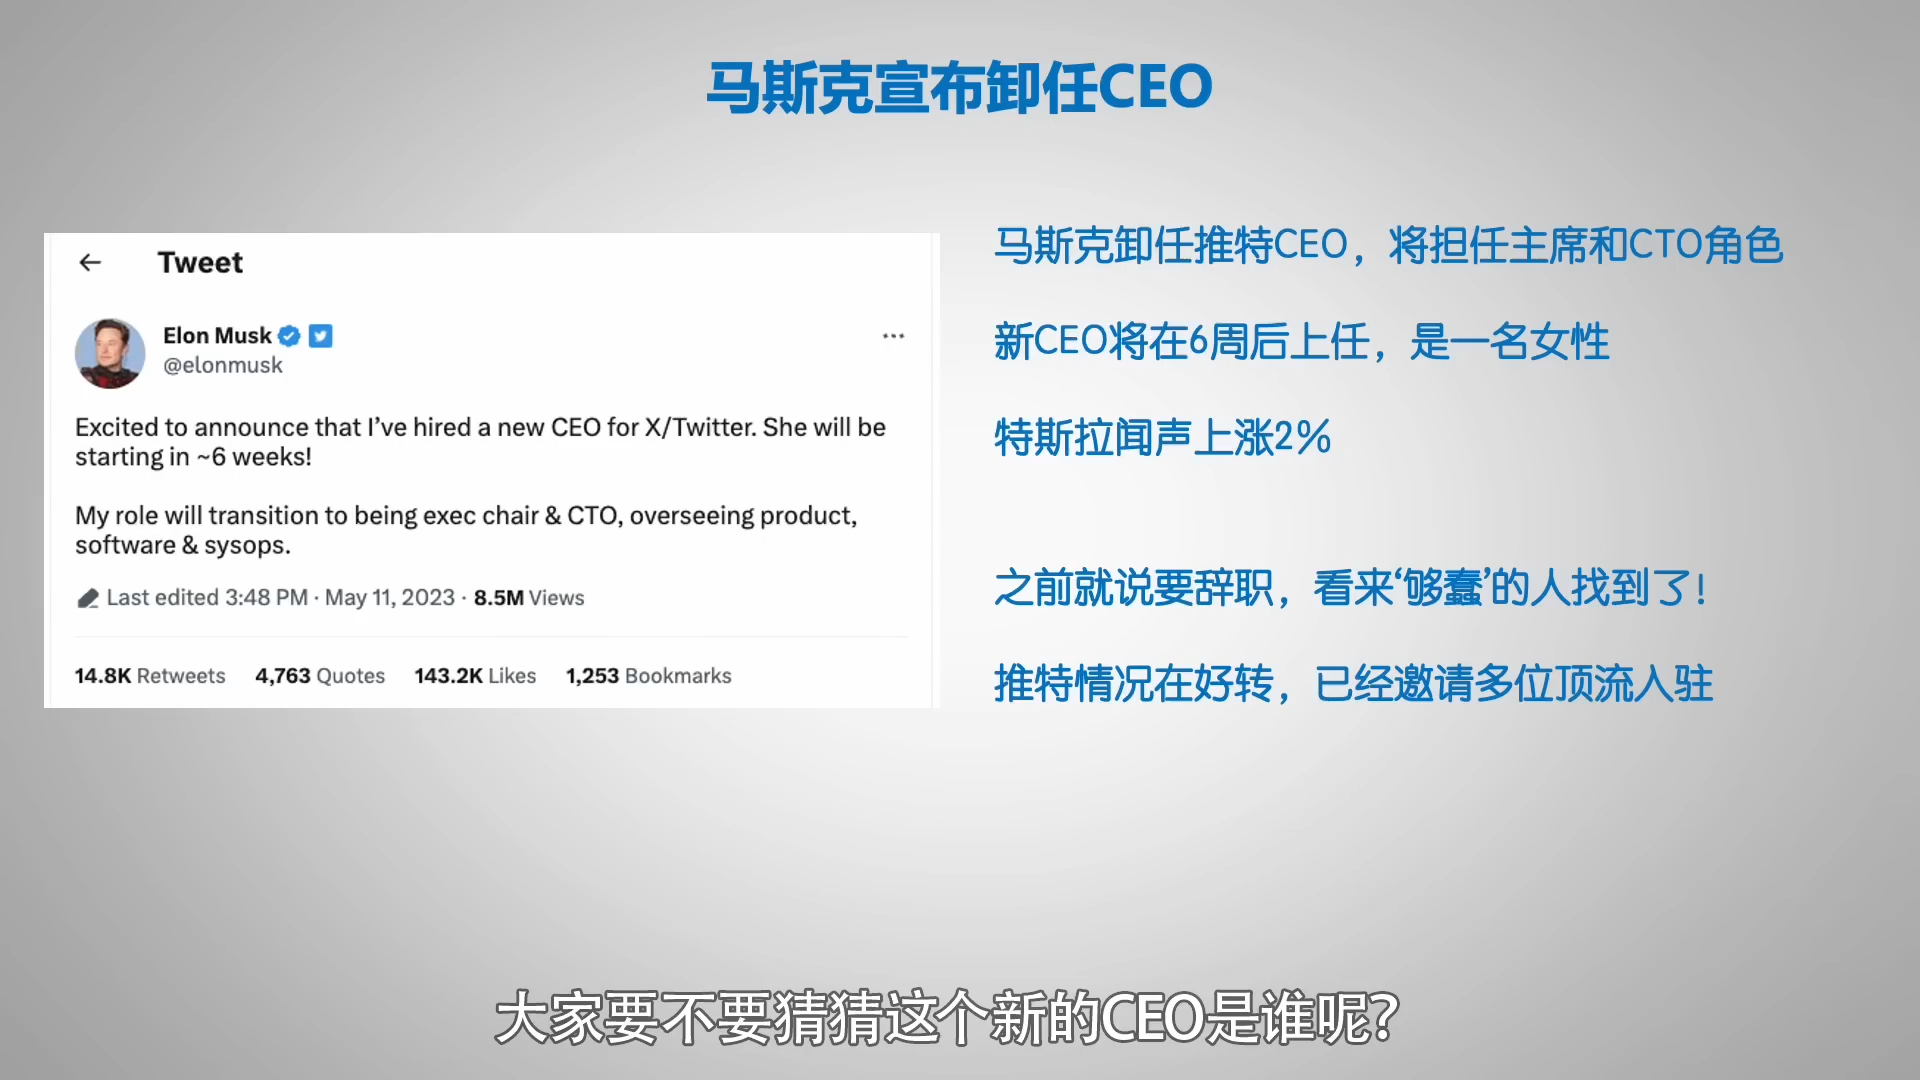 马斯克宣布卸任CEO
Tweet
Elon Musk
@elonmusk
Excited to announce that I’ve hired a new CEO for X/Twitter. She will be
starting in ~6 weeks!
My role will transition to being exec chair & CTO, overseeing product,
software & sysops.
Last edited 3:48 PM · May 11, 2023 · 8.5M Views
14.8K Retweets 4,763 Quotes 143.2K Likes 1,253 Bookmarks
马斯克卸任推特CEO，将担任主席和CTO角色
新CEO将在6周后上任，是一名女性
特斯拉闻声上涨2%
之前就说要辞职，看来‘够蠢’的人找到了！
推特情况在好转，已经邀请多位顶流入驻
大家要不要猜猜这个新的CEO是谁呢？